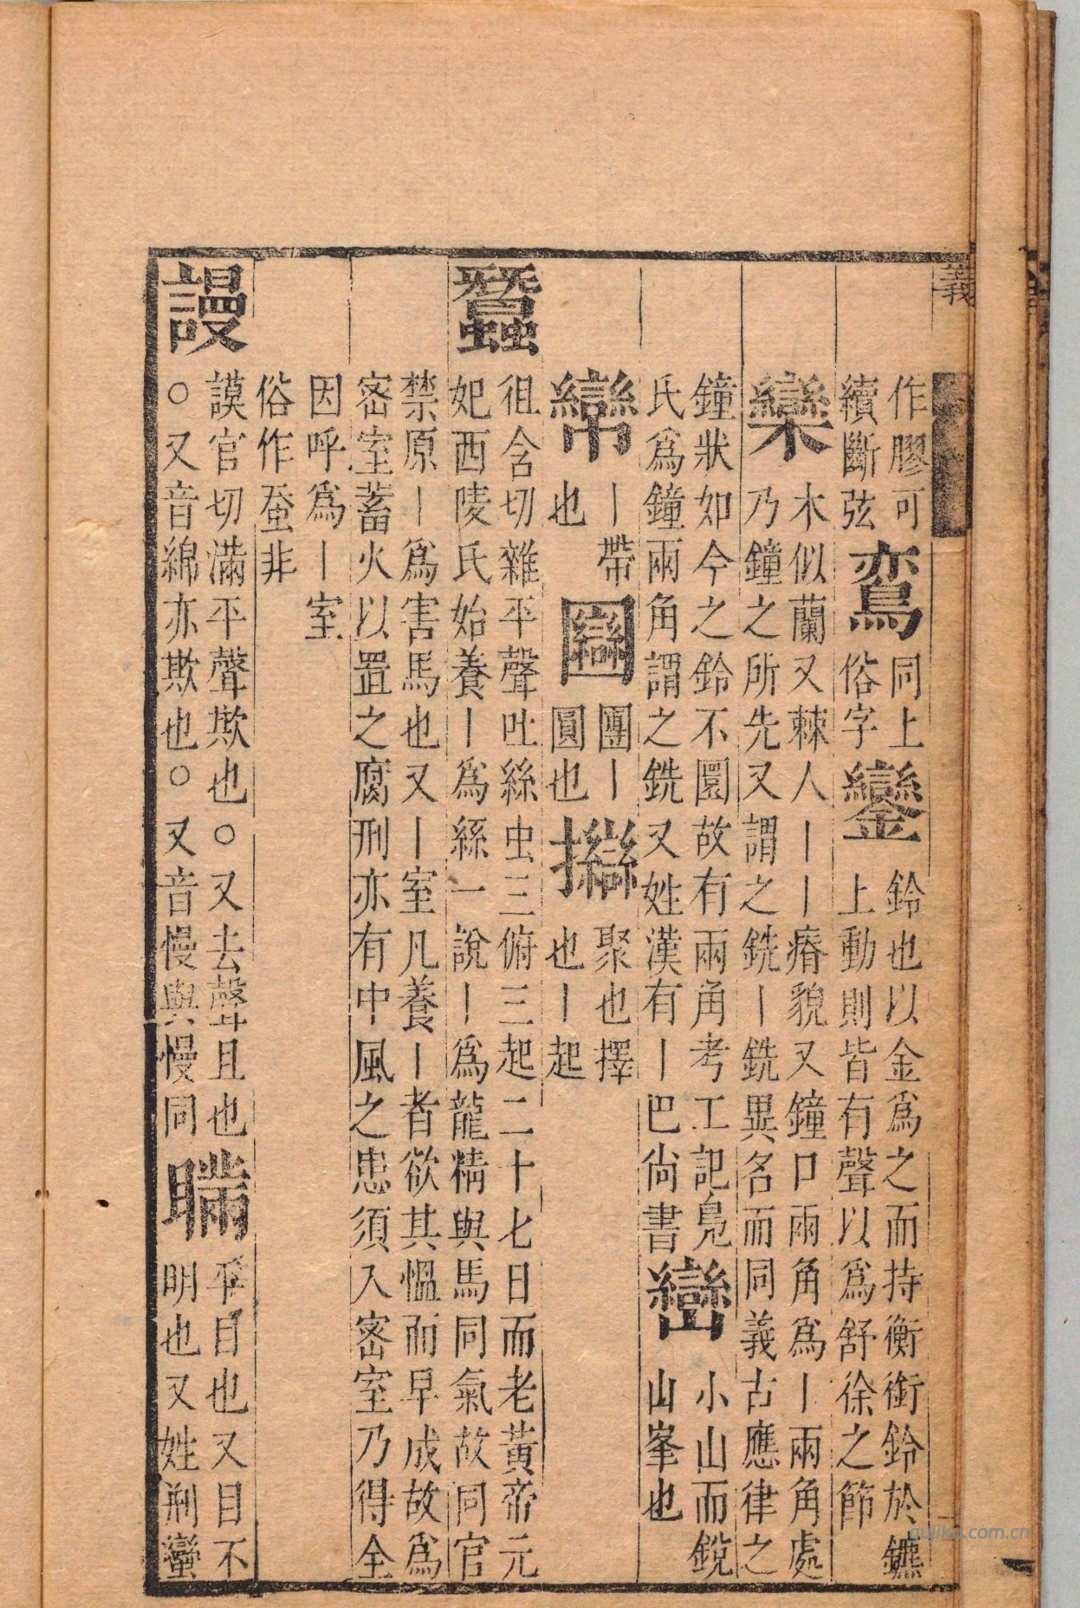 義
作膠可
續斷弦
鸾
同上
俗字
鑾
鈴也以金爲之而持衡銜鈴於鑣
上動則皆有聲以爲舒徐之節
欒
木似蘭又棘人丨丨瘠貌又鐘口兩角爲丨兩角處
乃鐘之所先又謂之銑丨銑異名而同義古應律之
鐘狀如今之鈴不圜故有兩角考工記鳧
氏爲鐘兩角謂之銑又姓漢有丨巴尚書
巒
小山而銳
山峯也
㡩
丨帶
也
圞
團丨
圓也
聚也擇
也丨起
蠶
徂含切雜平聲吐絲虫三俯三起二十七日而老黃帝元
妃西陵氏始養丨爲絲一說丨爲龍精與馬同氣故同官
禁原丨爲害馬也又丨室凡養丨者欲其慍而早成故爲
密室蓄火以置之腐刑亦有中風之忠須入密室乃得全
因呼爲丨室
俗作蚕非
謾
謨官切滿平聲欺也○又去聲且也
○又音綿亦欺也○又音慢與慢同
瞞
平目也又目不
明也又姓荊蠻